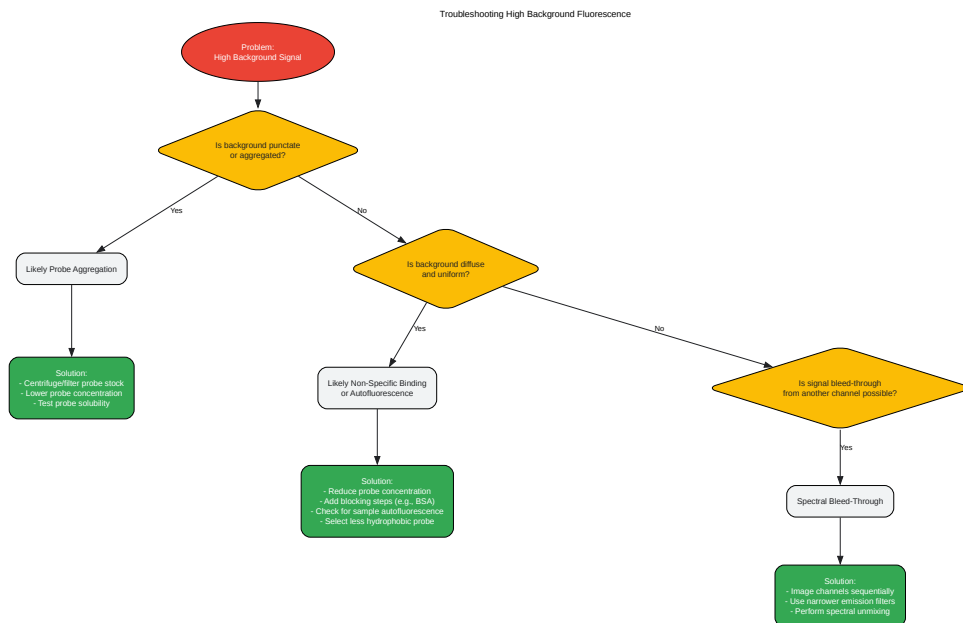 Troubleshooting High Background Fluorescence
Problem:
High Background Signal
Is background punctate
or aggregated?
Yes
No
Likely Probe Aggregation
Is background diffuse
and uniform?
Solution:
- Centrifuge/filter probe stock
- Lower probe concentration
- Test probe solubility
Yes
No
Likely Non-Specific Binding
or Autofluorescence
Is signal bleed-through
from another channel possible?
Solution:
- Reduce probe concentration
- Add blocking steps (e.g., BSA)
- Check for sample autofluorescence
- Select less hydrophobic probe
Yes
Spectral Bleed-Through
Solution:
- Image channels sequentially
- Use narrower emission filters
- Perform spectral unmixing